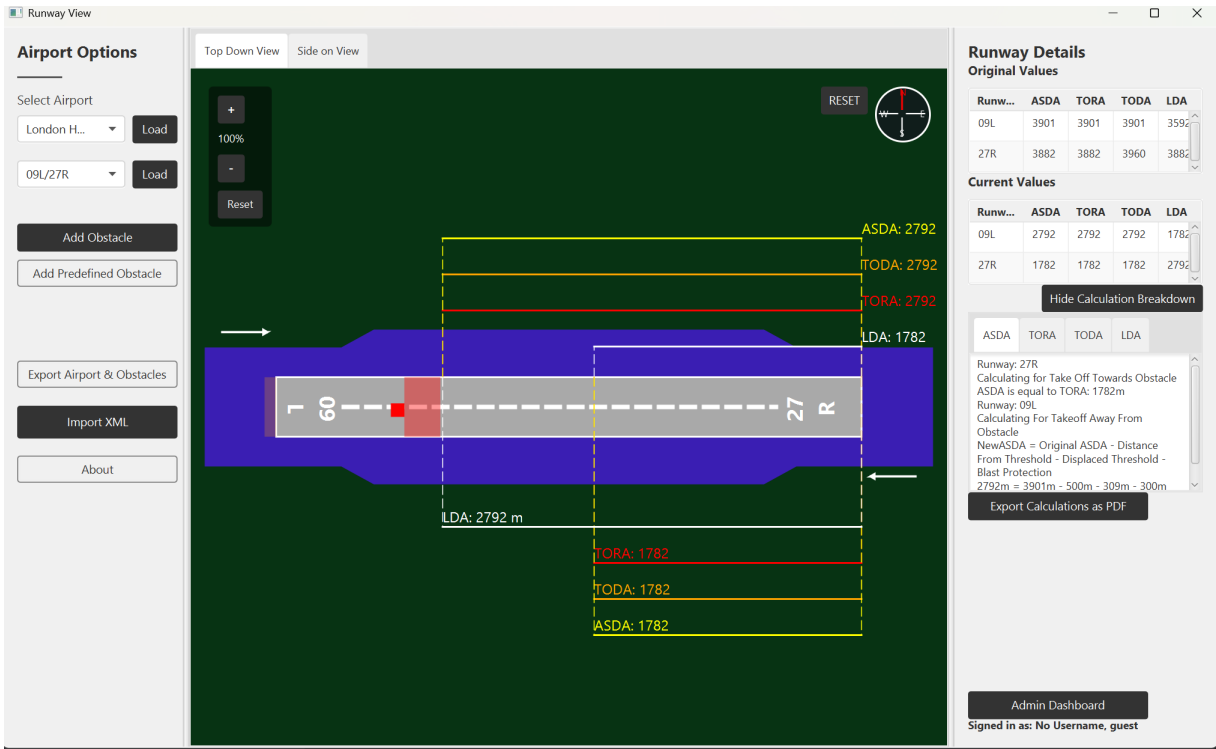 Runway View
Airport Options
Select Airport
London H...
Load
09L/27R
Load
Add Obstacle
Add Predefined Obstacle
Export Airport & Obstacles
Import XML
About
Top Down View
Side on View
+
100%
-
Reset
RESET
N
W
E
S
ASDA: 2792
TODA: 2792
TORA: 2792
LDA: 1782
L
09
27
R
LDA: 2792 m
TORA: 1782
TODA: 1782
ASDA: 1782
Runway Details
Original Values
Runw... ASDA TORA TODA LDA
09L 3901 3901 3901 3592
27R 3882 3882 3960 3882
Current Values
Runw... ASDA TORA TODA LDA
09L 2792 2792 2792 1782
27R 1782 1782 1782 2792
Hide Calculation Breakdown
ASDA TORA TODA LDA
Runway: 27R
Calculating for Take Off Towards Obstacle
ASDA is equal to TORA: 1782m
Runway: 09L
Calculating For Takeoff Away From
Obstacle
NewASDA = Original ASDA - Distance
From Threshold - Displaced Threshold -
Blast Protection
2792m = 3901m - 500m - 309m - 300m
Export Calculations as PDF
Admin Dashboard
Signed in as: No Username, guest